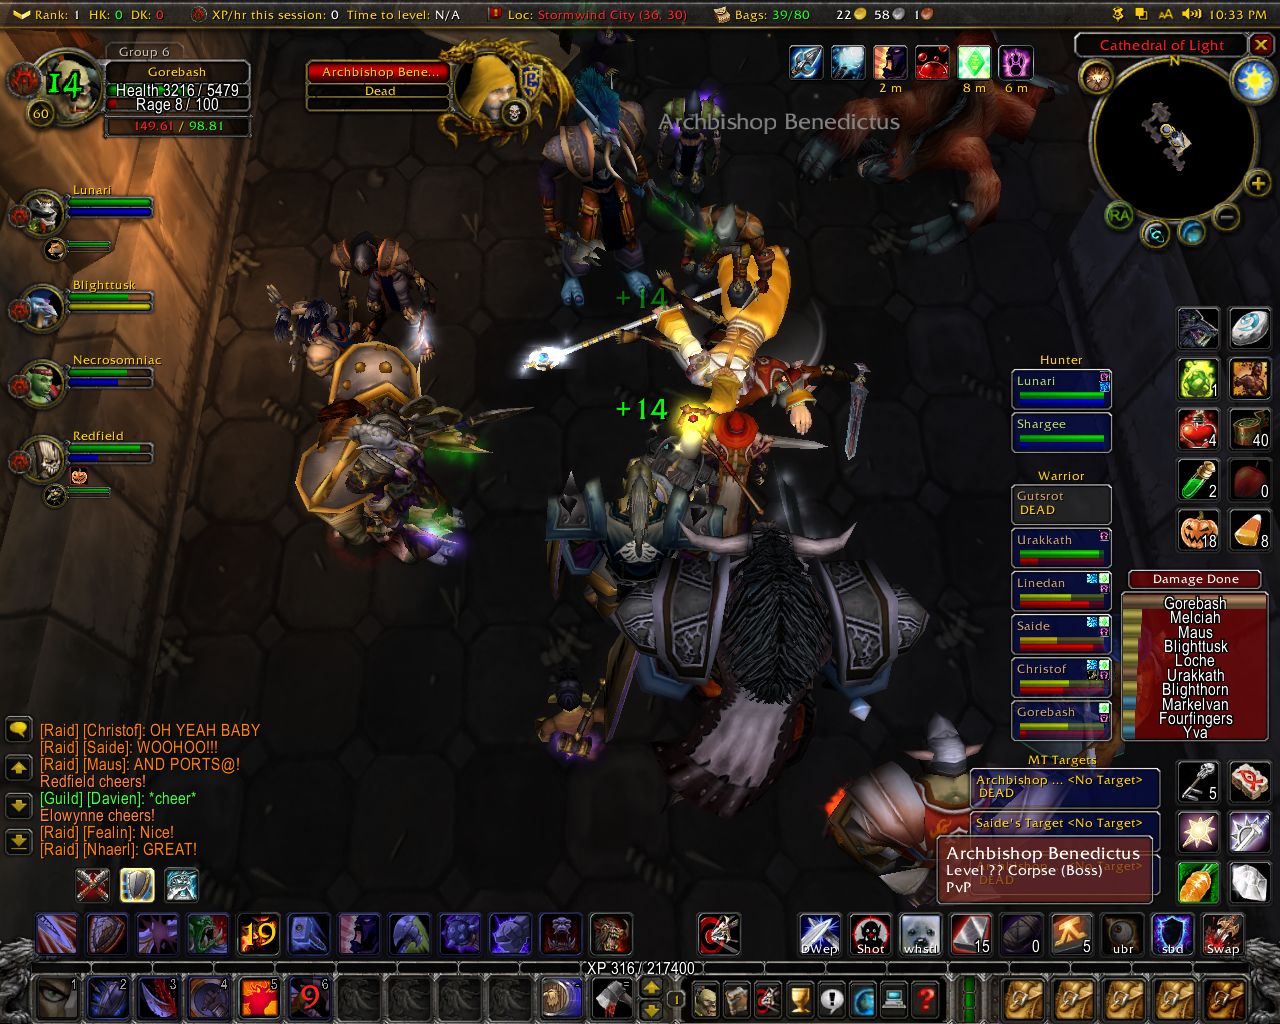 Rank: 1 HK: 0 DK: 0
XP/hr this session: 0 Time to level: N/A
Loc: Stormwind City (36, 30)
Bags: 39/80
22 58 1
AA
10:33 PM
Group 6
Gorebash
Health 3216 / 5479
Rage 8 / 100
149.61 / 98.81
14
60
Archbishop Bene...
Dead
2 m
8 m
6 m
Cathedral of Light
N
RA
Archbishop Benedictus
Lunari
Blighttusk
Necrosomniac
Redfield
+14
+14
Hunter
Lunari
Shargee
Warrior
Gutsrot
DEAD
Urakkath
Linedan
Saide
Christof
Gorebash
1
4
40
2
0
18
8
Damage Done
Gorebash
Melciah
Maus
Blighttusk
Loche
Urakkath
Blighthorn
Markelvan
Fourfingers
Yva
MT Targets
Archbishop ... <No Target>
DEAD
Saide's Target <No Target>
<No Target>
DEAD
Archbishop Benedictus
Level ?? Corpse (Boss)
PvP
5
[Raid] [Christof]: OH YEAH BABY
[Raid] [Saide]: WOOHOO!!!
[Raid] [Maus]: AND PORTS@!
Redfield cheers!
[Guild] [Davien]: *cheer*
Elowynne cheers!
[Raid] [Fealin]: Nice!
[Raid] [Nhaerl]: GREAT!
19
DWep
Shot
whstl
15
0
5
ubr
sbd
Swap
XP 316 / 217400
1
2
3
4
5
6
9
-
=
1